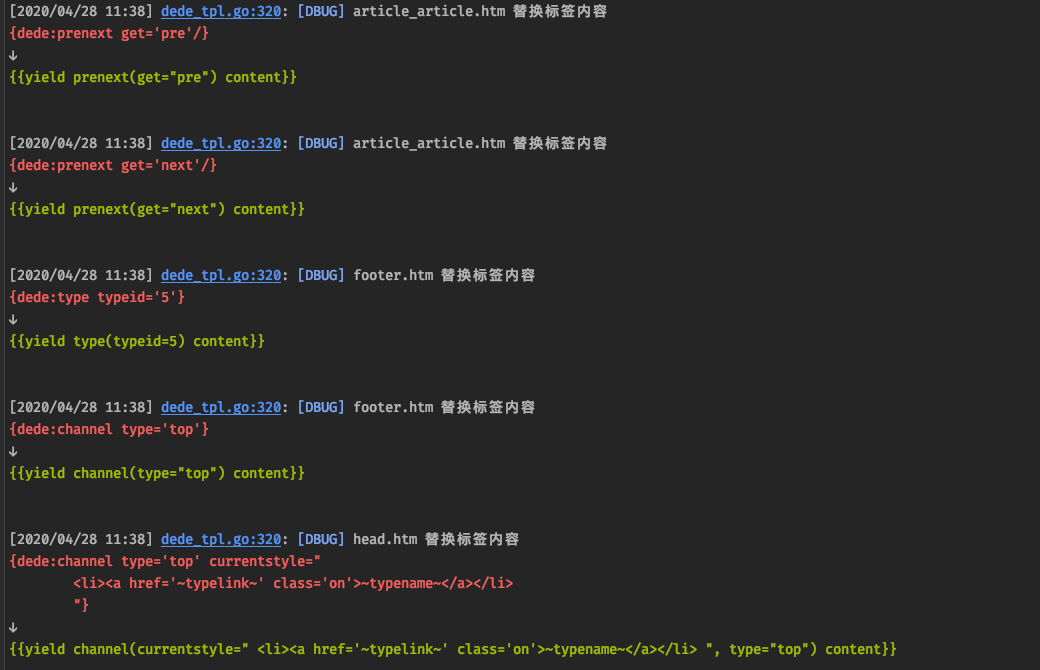 [2020/04/28 11:38] dede_tpl.go:320: [DBUG] article_article.htm 替换标签内容
{dede:prenext get='pre'/}
↓
{{yield prenext(get="pre") content}}
[2020/04/28 11:38] dede_tpl.go:320: [DBUG] article_article.htm 替换标签内容
{dede:prenext get='next'/}
↓
{{yield prenext(get="next") content}}
[2020/04/28 11:38] dede_tpl.go:320: [DBUG] footer.htm 替换标签内容
{dede:type typeid='5'}
↓
{{yield type(typeid=5) content}}
[2020/04/28 11:38] dede_tpl.go:320: [DBUG] footer.htm 替换标签内容
{dede:channel type='top'}
↓
{{yield channel(type="top") content}}
[2020/04/28 11:38] dede_tpl.go:320: [DBUG] head.htm 替换标签内容
{dede:channel type='top' currentstyle="
        <li><a href='~typelink~' class='on'>~typename~</a></li>
        "}
↓
{{yield channel(currentstyle=" <li><a href='~typelink~' class='on'>~typename~</a></li> ", type="top") content}}